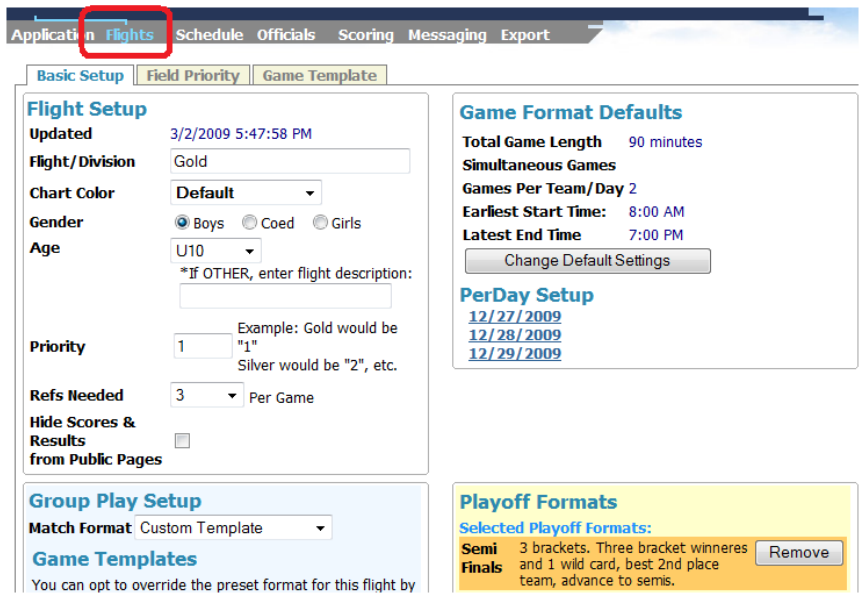 Application Flights Schedule Officials Scoring Messaging Export
Basic Setup Field Priority Game Template
Flight Setup
Updated 3/2/2009 5:47:58 PM
Flight/Division Gold
Chart Color Default
Gender Boys Coed Girls
Age U10
*If OTHER, enter flight description:
Priority 1 Example: Gold would be
"1"
Silver would be "2", etc.
Refs Needed 3 Per Game
Hide Scores &
Results
from Public Pages
Game Format Defaults
Total Game Length 90 minutes
Simultaneous Games
Games Per Team/Day 2
Earliest Start Time: 8:00 AM
Latest End Time 7:00 PM
Change Default Settings
PerDay Setup
12/27/2009
12/28/2009
12/29/2009
Group Play Setup
Match Format Custom Template
Game Templates
You can opt to override the preset format for this flight by
Playoff Formats
Selected Playoff Formats:
Semi Finals 3 brackets. Three bracket winneres
and 1 wild card, best 2nd place
team, advance to semis.
Remove